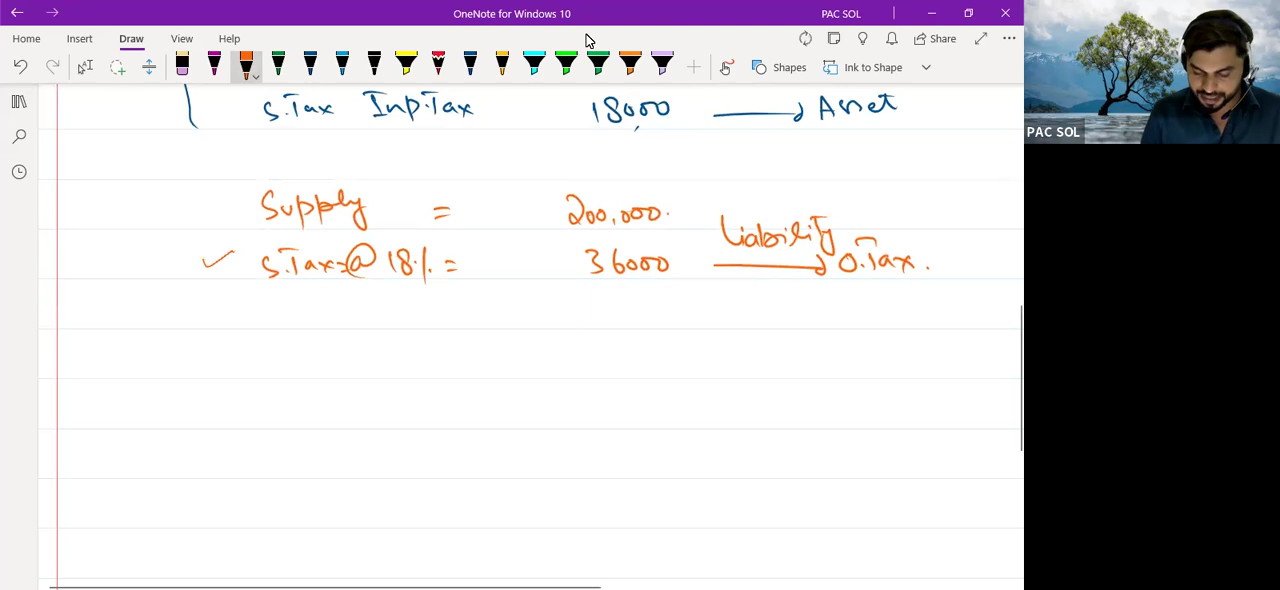 OneNote for Windows 10
PAC SOL
Home Insert Draw View Help
Share
Shapes
Ink to Shape
S.Tax Inp.Tax 18000 → Asset
Supply = 200,000.
Liability
✓ S.Tax @ 18% = 36000 → O.Tax.
PAC SOL